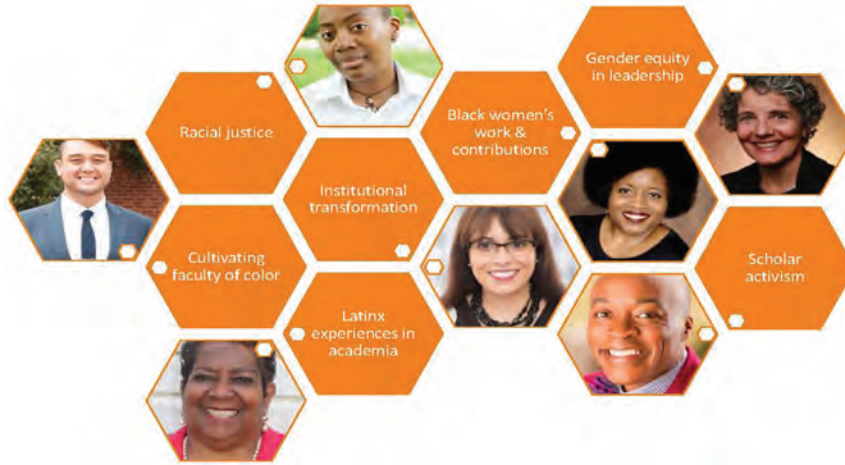 Gender equity
in leadership
Racial justice
Black women's
work &
contributions
Institutional
transformation
Cultivating
faculty of color
Scholar
activism
Latinx
experiences in
academia